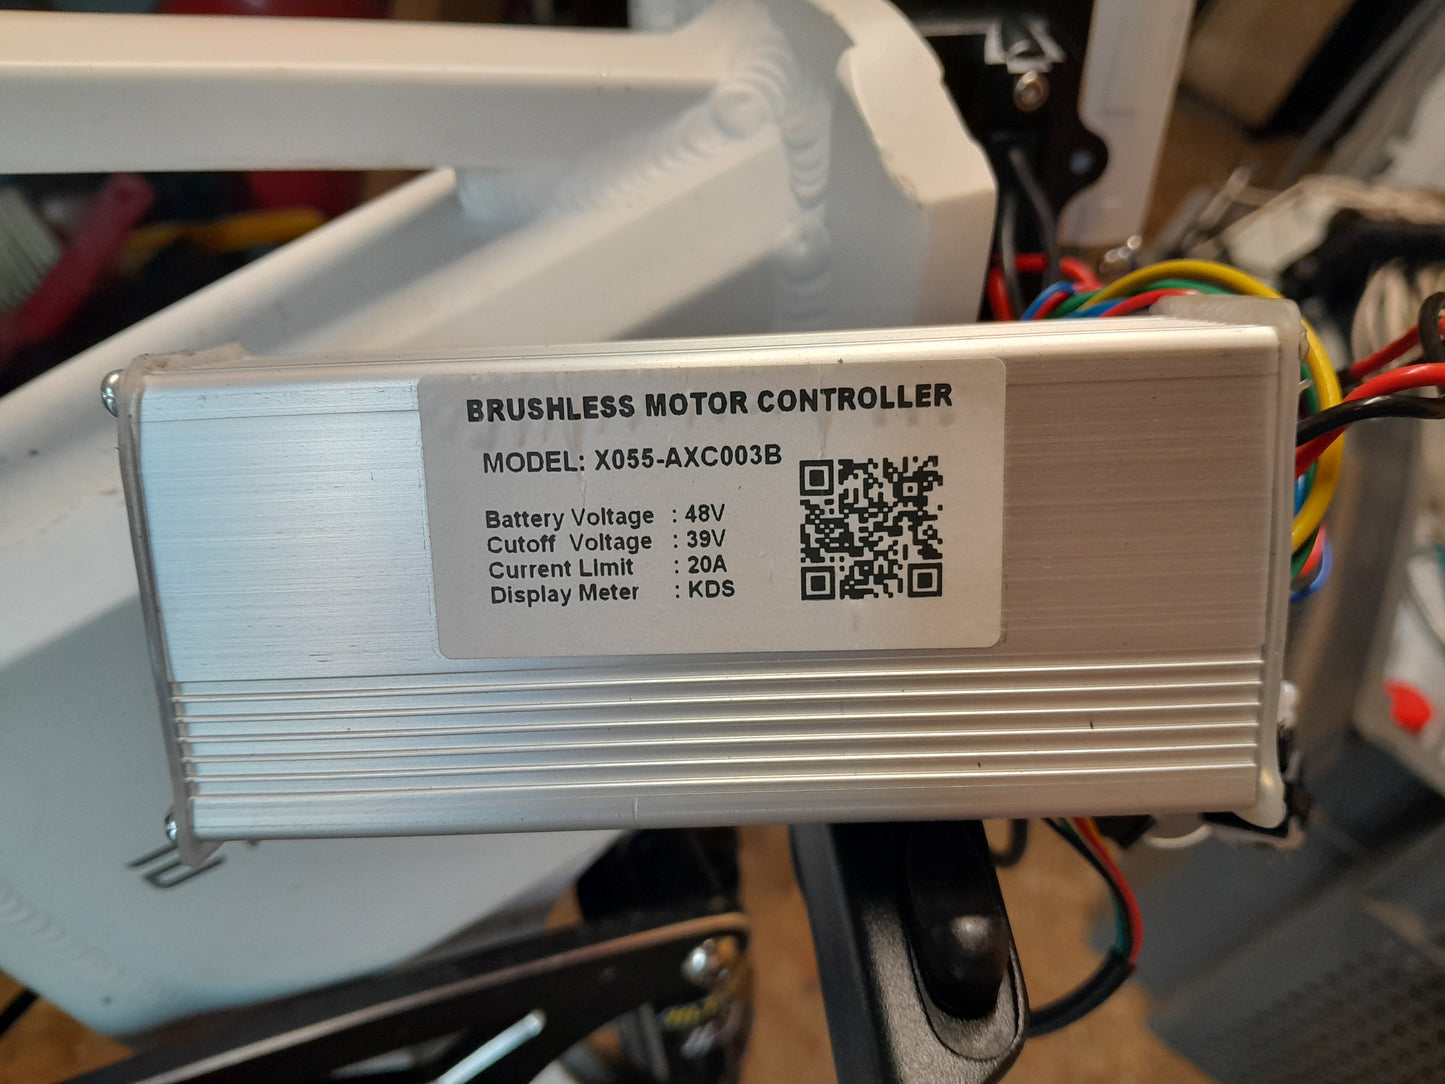 BRUSHLESS MOTOR CONTROLLER
MODEL: X055-AXC003B
Battery Voltage : 48V
Cutoff Voltage : 39V
Current Limit : 20A
Display Meter : KDS